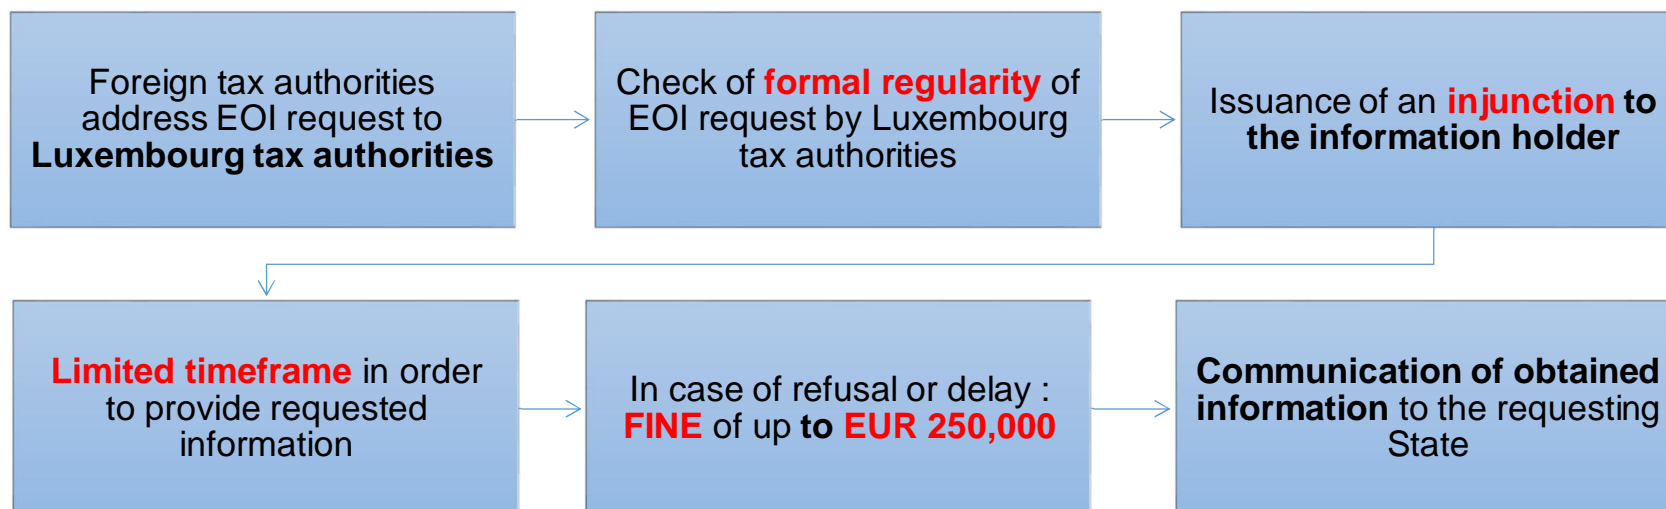 Foreign tax authorities
address EOI request to
Luxembourg tax authorities
Check of formal regularity of
EOI request by Luxembourg
tax authorities
Issuance of an injunction to
the information holder
Limited timeframe in order
to provide requested
information
In case of refusal or delay :
FINE of up to EUR 250,000
Communication of obtained
information to the requesting
State